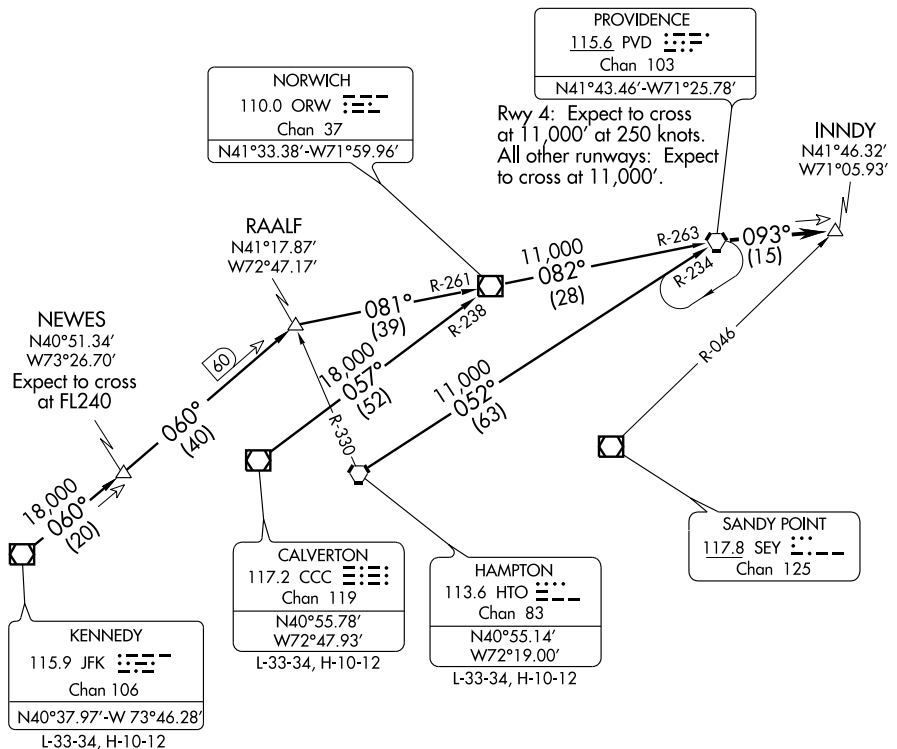 PROVIDENCE
115.6 PVD
Chan 103
N41°43.46'-W71°25.78'
NORWICH
110.0 ORW
Chan 37
N41°33.38'-W71°59.96'
Rwy 4: Expect to cross
at 11,000' at 250 knots.
All other runways: Expect
to cross at 11,000'.
INNDY
N41°46.32'
W71°05.93'
RAALF
N41°17.87'
W72°47.17'
NEWES
N40°51.34'
W73°26.70'
Expect to cross
at FL240
R-261
081°
(39)
R-238
11,000
082°
(28)
R-263
R-234
093°
(15)
R-046
60
060°
(40)
18,000
057°
(52)
R-330
11,000
052°
(63)
18,000
060°
(20)
KENNEDY
115.9 JFK
Chan 106
N40°37.97'-W 73°46.28'
L-33-34, H-10-12
CALVERTON
117.2 CCC
Chan 119
N40°55.78'
W72°47.93'
L-33-34, H-10-12
HAMPTON
113.6 HTO
Chan 83
N40°55.14'
W72°19.00'
L-33-34, H-10-12
SANDY POINT
117.8 SEY
Chan 125